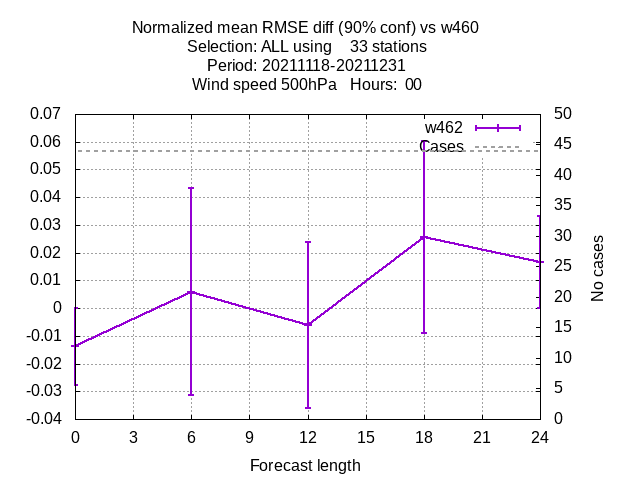 Normalized mean RMSE diff (90% conf) vs w460
Selection: ALL using    33 stations
Period: 20211118-20211231
Wind speed 500hPa   Hours:  00
w462
Cases
0.07
0.06
0.05
0.04
0.03
0.02
0.01
0
-0.01
-0.02
-0.03
-0.04
50
45
40
35
30
25
20
15
10
5
0
No cases
0 3 6 9 12 15 18 21 24
Forecast length